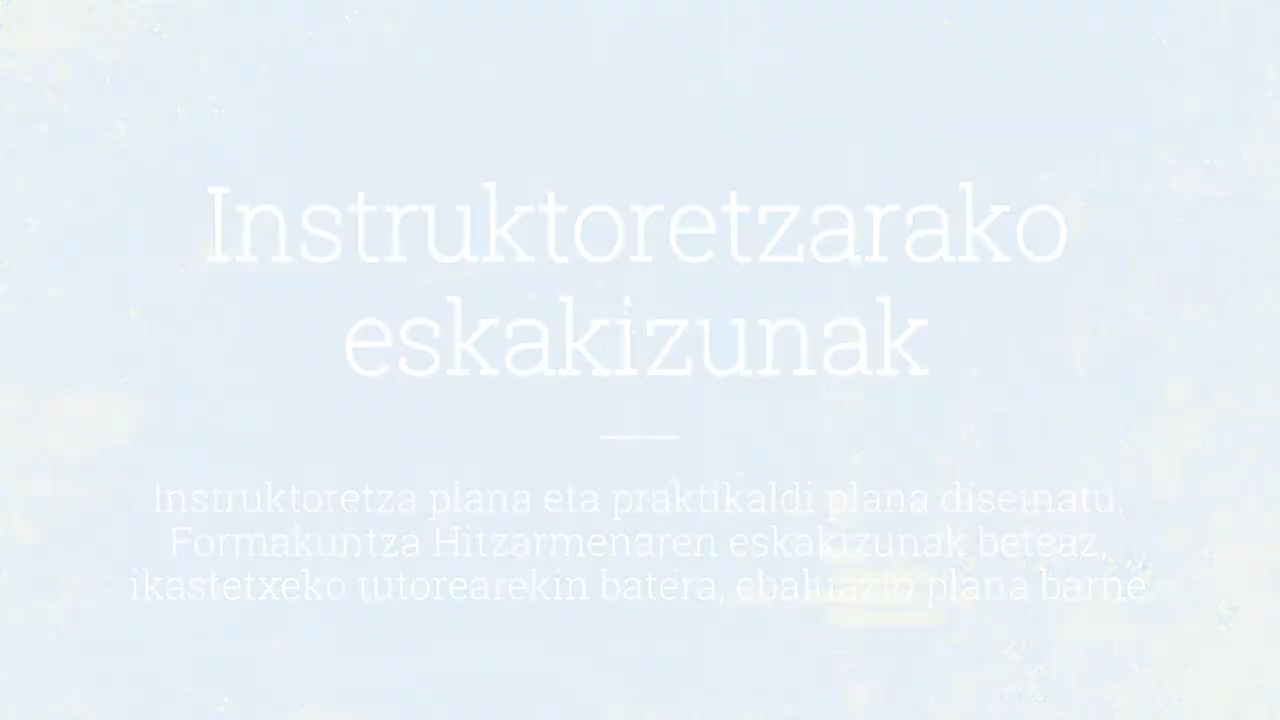 Instruktoretzarako
eskakizunak
Instruktoretza plana eta praktikaldi plana diseinatu,
Formakuntza Hitzarmenaren eskakizunak beteaz,
ikastetxeko tutorearekin batera, ebaluazio plana barne